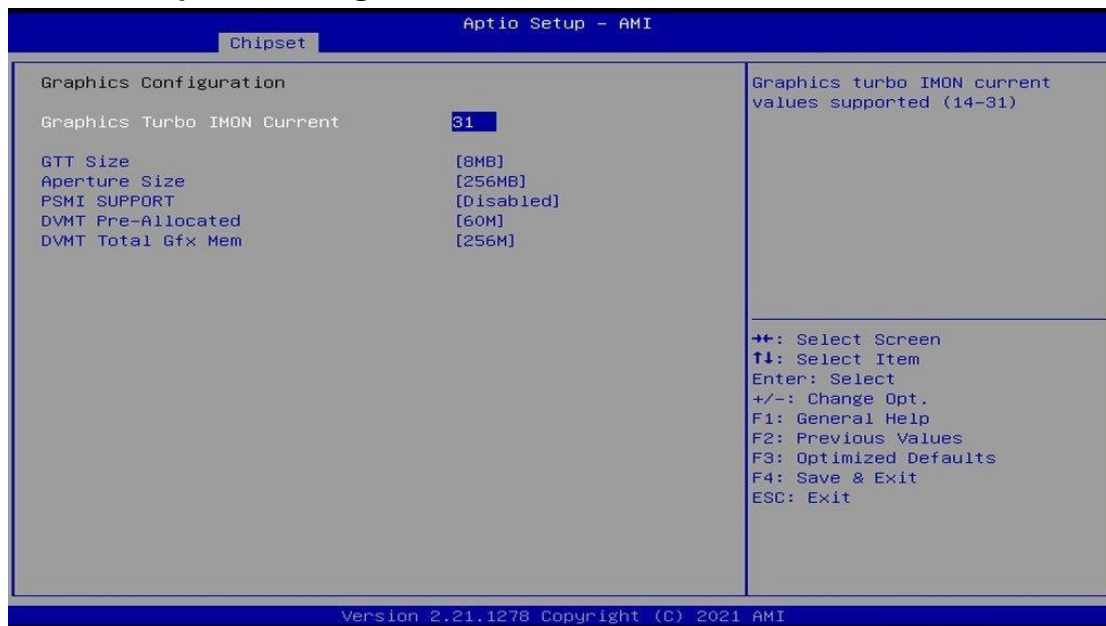 Aptio Setup – AMI
Chipset
Graphics Configuration
Graphics Turbo IMON Current 31
GTT Size [8MB]
Aperture Size [256MB]
PSMI SUPPORT [Disabled]
DVMT Pre-Allocated [60M]
DVMT Total Gfx Mem [256M]
Graphics turbo IMON current
values supported (14-31)
→←: Select Screen
↑↓: Select Item
Enter: Select
+/-: Change Opt.
F1: General Help
F2: Previous Values
F3: Optimized Defaults
F4: Save & Exit
ESC: Exit
Version 2.21.1278 Copyright (C) 2021 AMI